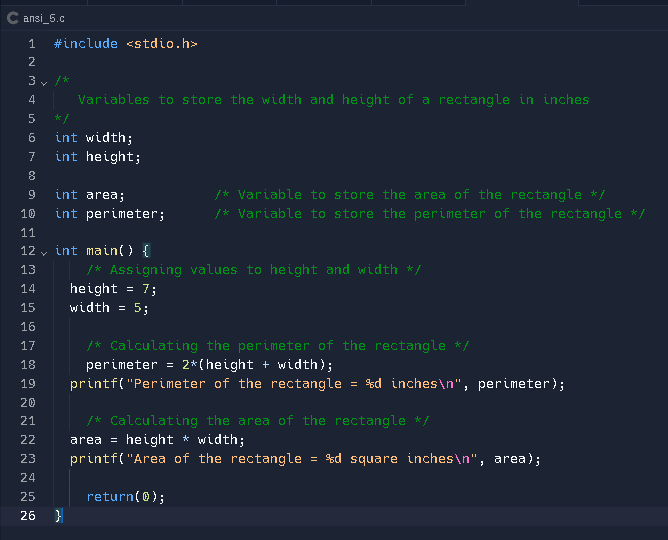 ansi_5.c
1 #include <stdio.h>
2
3 /*
4    Variables to store the width and height of a rectangle in inches
5 */
6 int width;
7 int height;
8
9 int area;           /* Variable to store the area of the rectangle */
10 int perimeter;      /* Variable to store the perimeter of the rectangle */
11
12 int main() {
13     /* Assigning values to height and width */
14   height = 7;
15   width = 5;
16
17     /* Calculating the perimeter of the rectangle */
18     perimeter = 2*(height + width);
19   printf("Perimeter of the rectangle = %d inches\n", perimeter);
20
21     /* Calculating the area of the rectangle */
22   area = height * width;
23   printf("Area of the rectangle = %d square inches\n", area);
24
25     return(0);
26 }